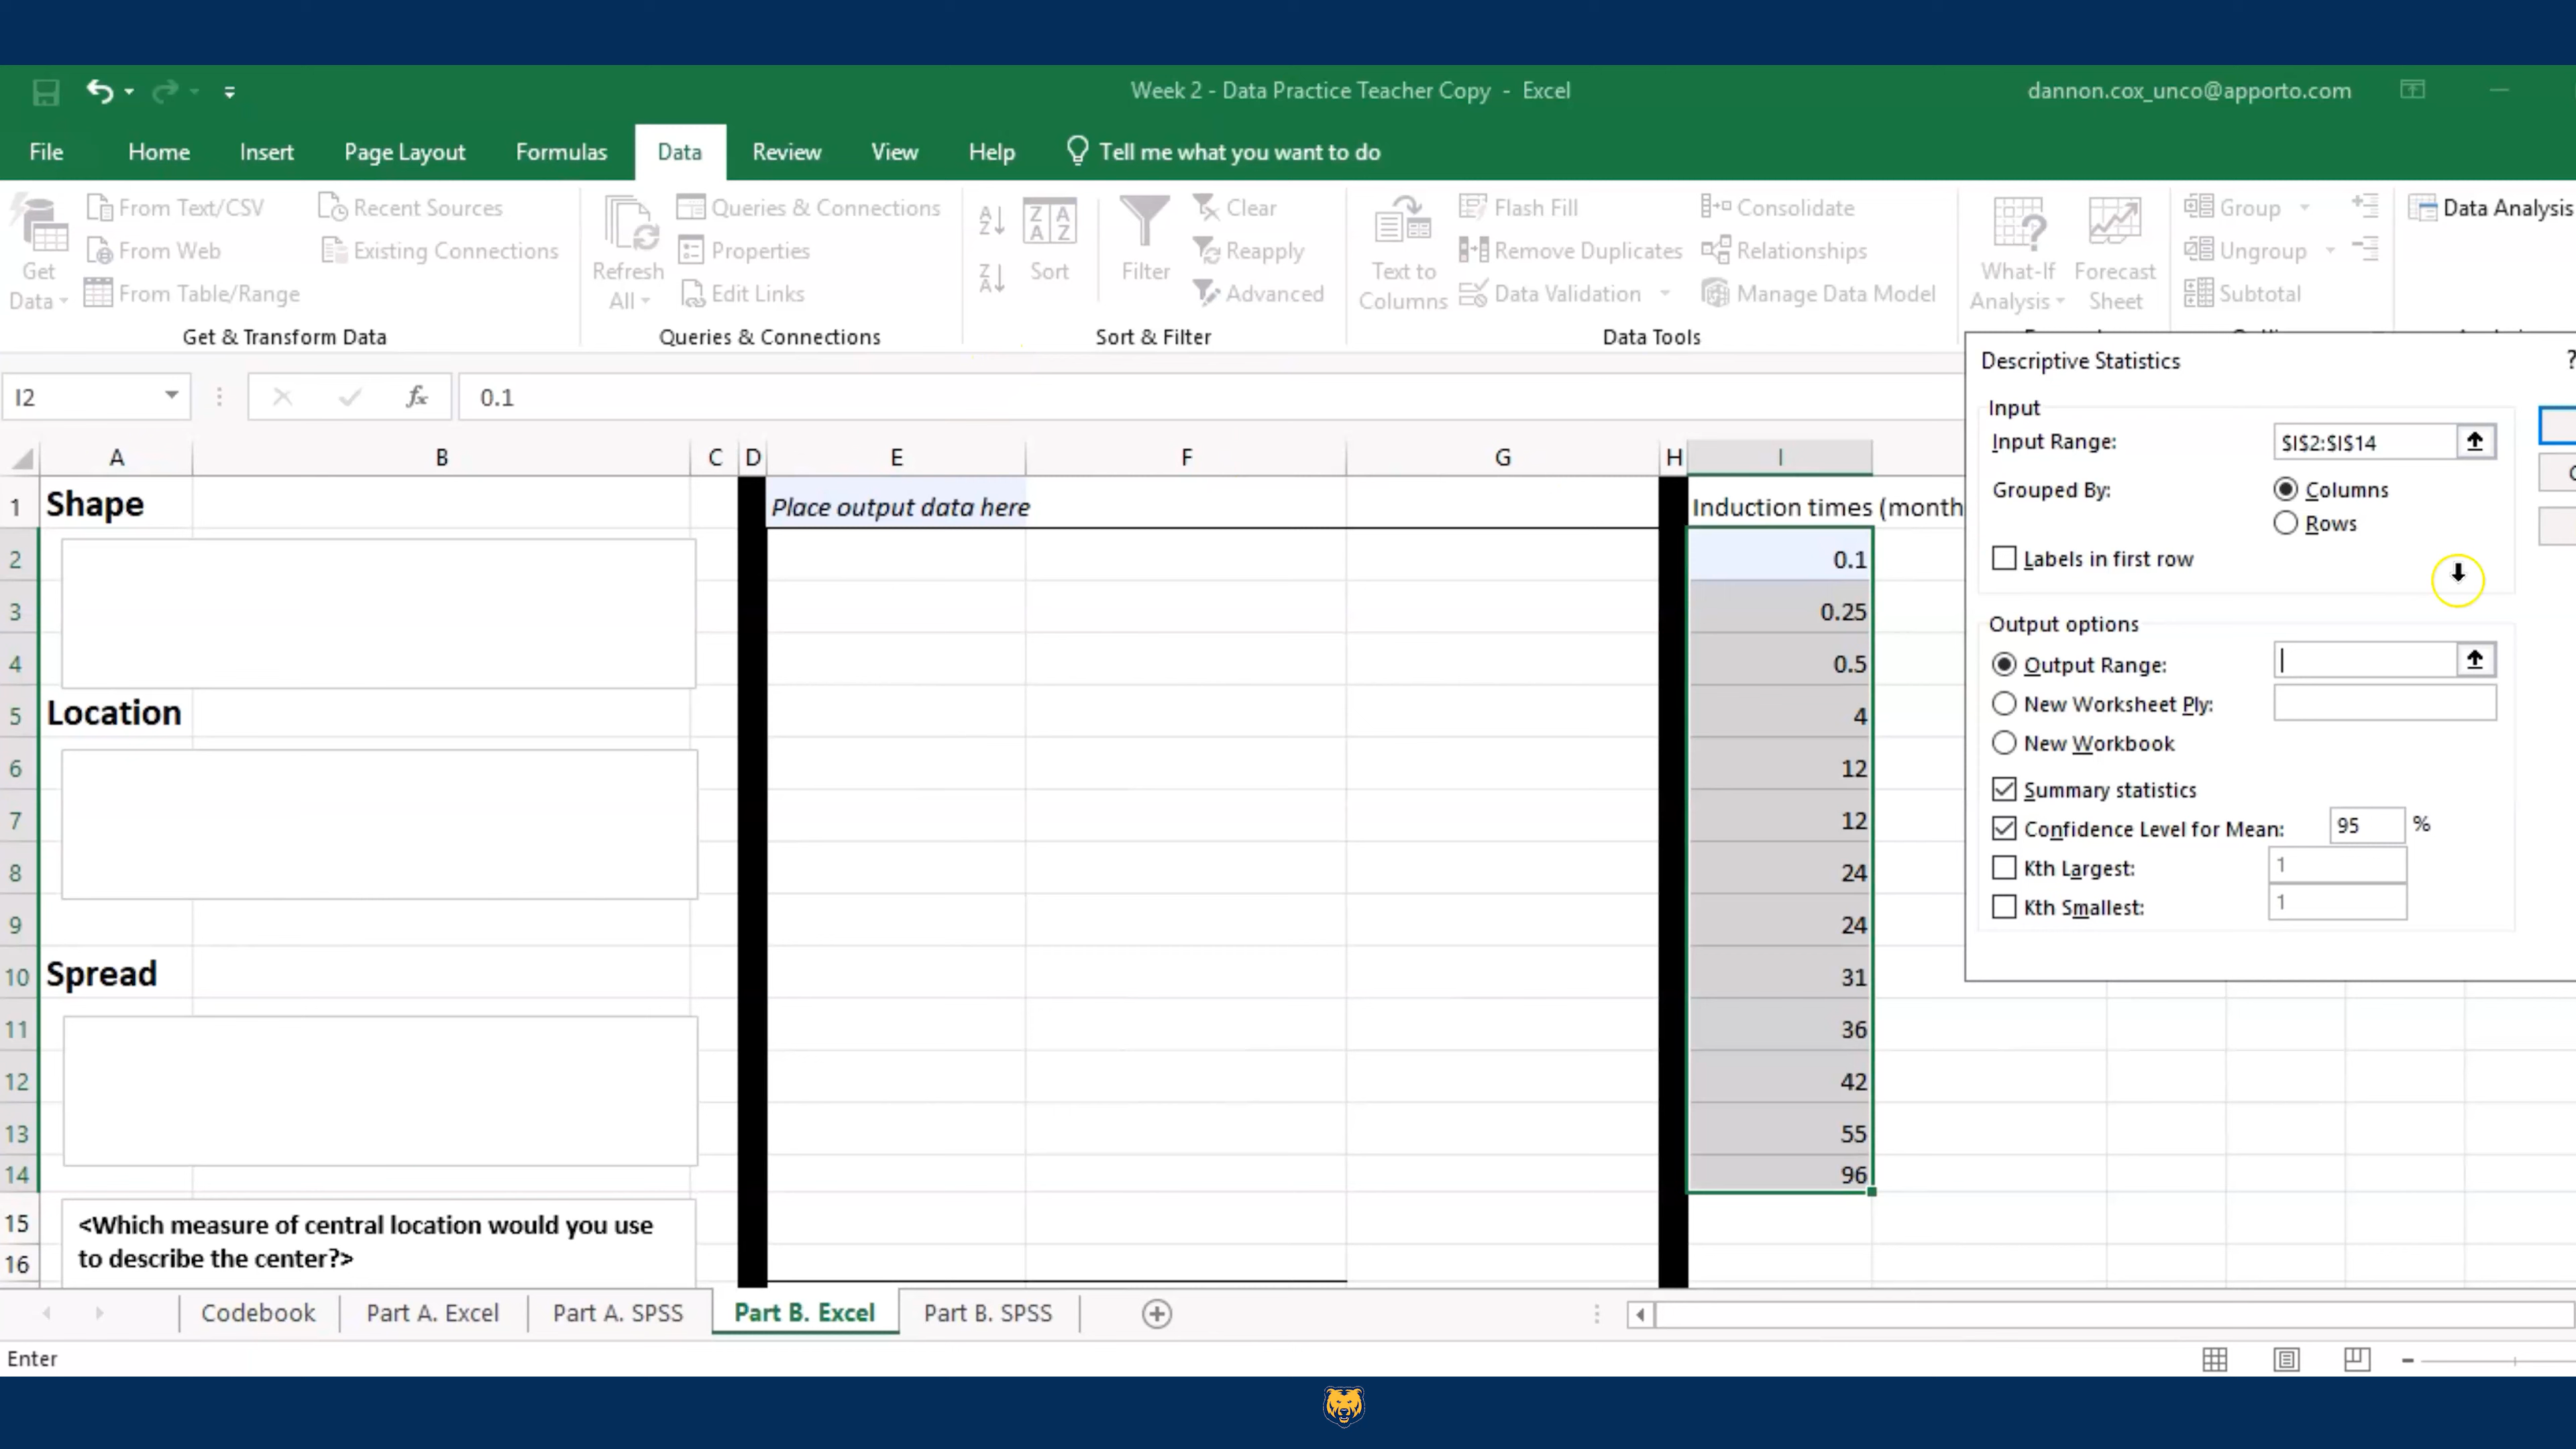 Week 2 - Data Practice Teacher Copy - Excel
dannon.cox_unco@apporto.com
File Home Insert Page Layout Formulas Data Review View Help Tell me what you want to do
Get Data
From Text/CSV
From Web
From Table/Range
Recent Sources
Existing Connections
Get & Transform Data
Refresh All
Queries & Connections
Properties
Edit Links
Queries & Connections
Sort
Filter
Clear
Reapply
Advanced
Sort & Filter
Text to Columns
Flash Fill
Remove Duplicates
Data Validation
Consolidate
Relationships
Manage Data Model
Data Tools
What-If Analysis
Forecast Sheet
Group
Ungroup
Subtotal
Data Analysis
I2
fx
0.1
A B C D E F G H I
1 Shape
Place output data here
Induction times (month
2 0.1
3 0.25
4 0.5
5 Location 4
6 12
7 12
8 24
9 24
10 Spread 31
11 36
12 42
13 55
14 96
15
16
<Which measure of central location would you use
to describe the center?>
Descriptive Statistics ?
Input
Input Range: $I$2:$I$14
Grouped By: Columns
Rows
Labels in first row
Output options
Output Range:
New Worksheet Ply:
New Workbook
Summary statistics
Confidence Level for Mean: 95 %
Kth Largest: 1
Kth Smallest: 1
Codebook Part A. Excel Part A. SPSS Part B. Excel Part B. SPSS
Enter